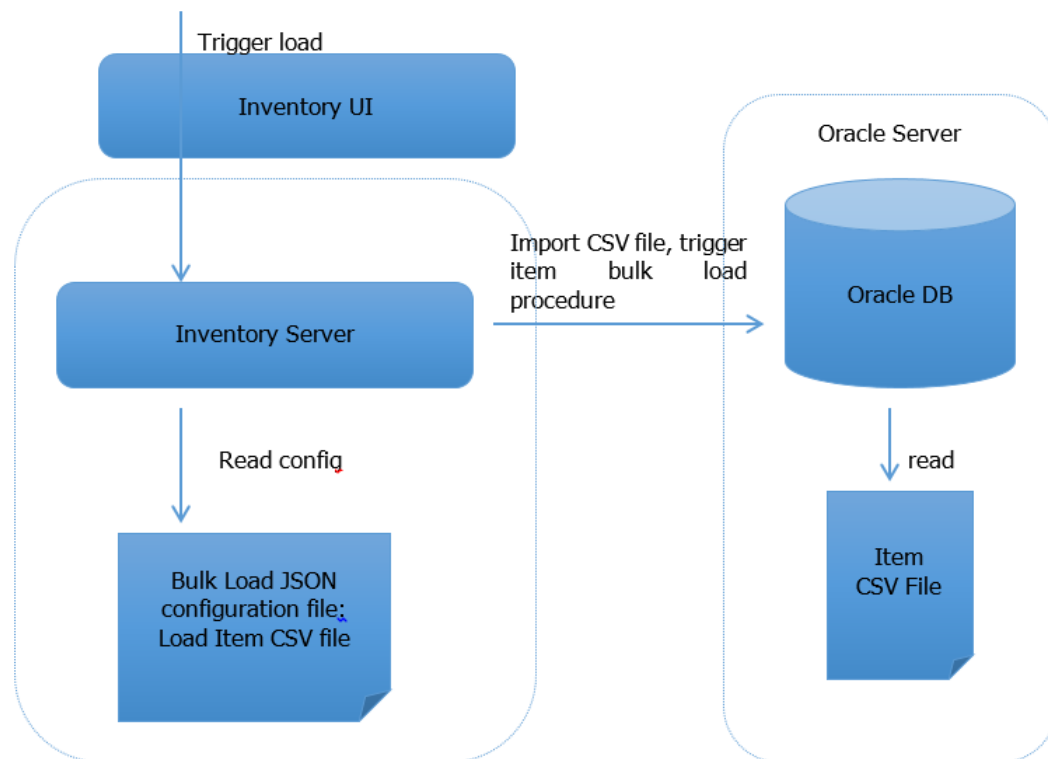 Trigger load
Inventory UI
Oracle Server
Import CSV file, trigger
item bulk load
procedure
Oracle DB
Inventory Server
Read config
read
Bulk Load JSON
configuration file:
Load Item CSV file
Item
CSV File